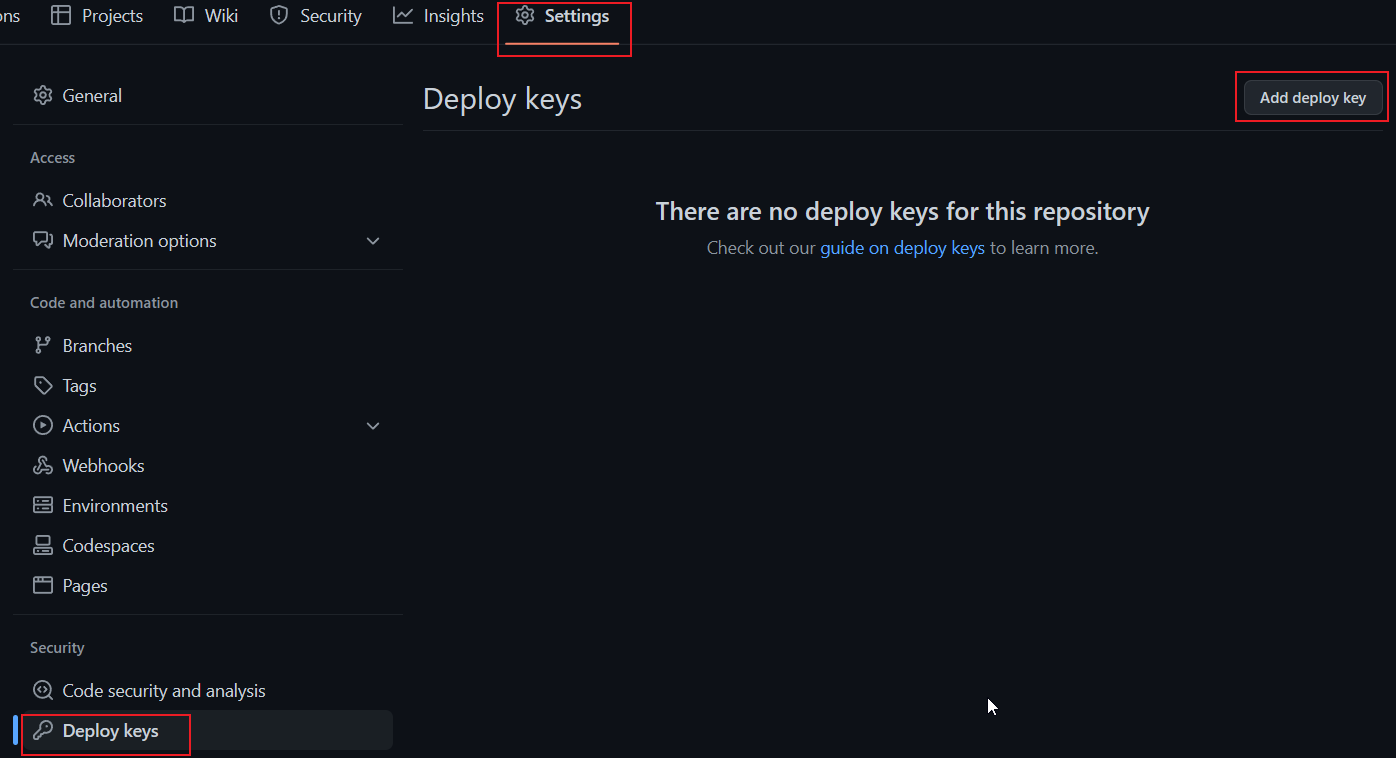 ons Projects Wiki Security Insights Settings
General
Access
Collaborators
Moderation options
Code and automation
Branches
Tags
Actions
Webhooks
Environments
Codespaces
Pages
Security
Code security and analysis
Deploy keys
Deploy keys
Add deploy key
There are no deploy keys for this repository
Check out our guide on deploy keys to learn more.